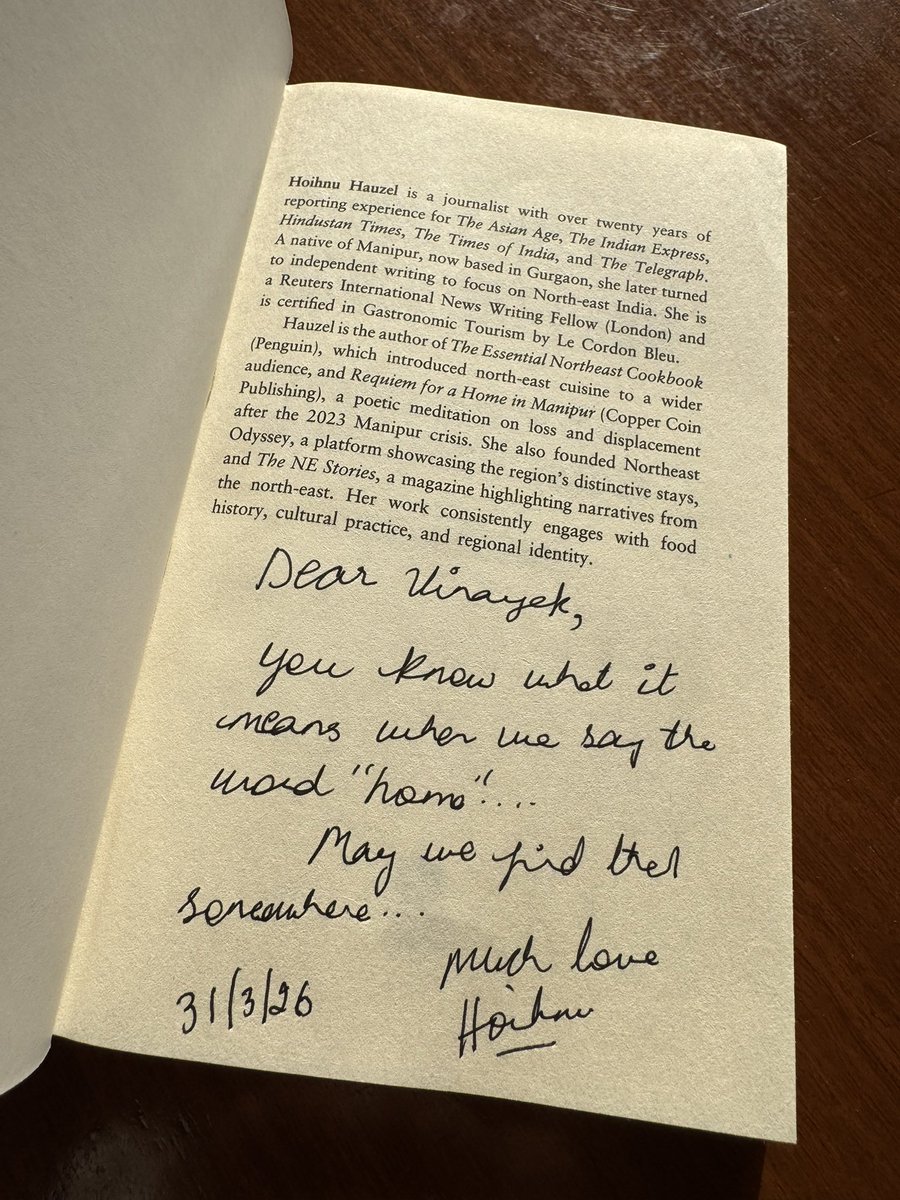 Hoihnu Hauzel is a journalist with over twenty years of
reporting experience for The Asian Age, The Indian Express,
Hindustan Times, The Times of India, and The Telegraph.
A native of Manipur, now based in Gurgaon, she later turned
to independent writing to focus on North-east India. She is
a Reuters International News Writing Fellow (London) and
is certified in Gastronomic Tourism by Le Cordon Bleu.
Hauzel is the author of The Essential Northeast Cookbook
(Penguin), which introduced north-east cuisine to a wider
audience, and Requiem for a Home in Manipur (Copper Coin
Publishing), a poetic meditation on loss and displacement
after the 2023 Manipur crisis. She also founded Northeast
Odyssey, a platform showcasing the region's distinctive stays,
and The NE Stories, a magazine highlighting narratives from
the north-east. Her work consistently engages with food
history, cultural practice, and regional identity.
Dear Vinayek,
you know what it
means when we say the
word "home"....
May we find that
somewhere...
much love
31/3/26 Hoihnu